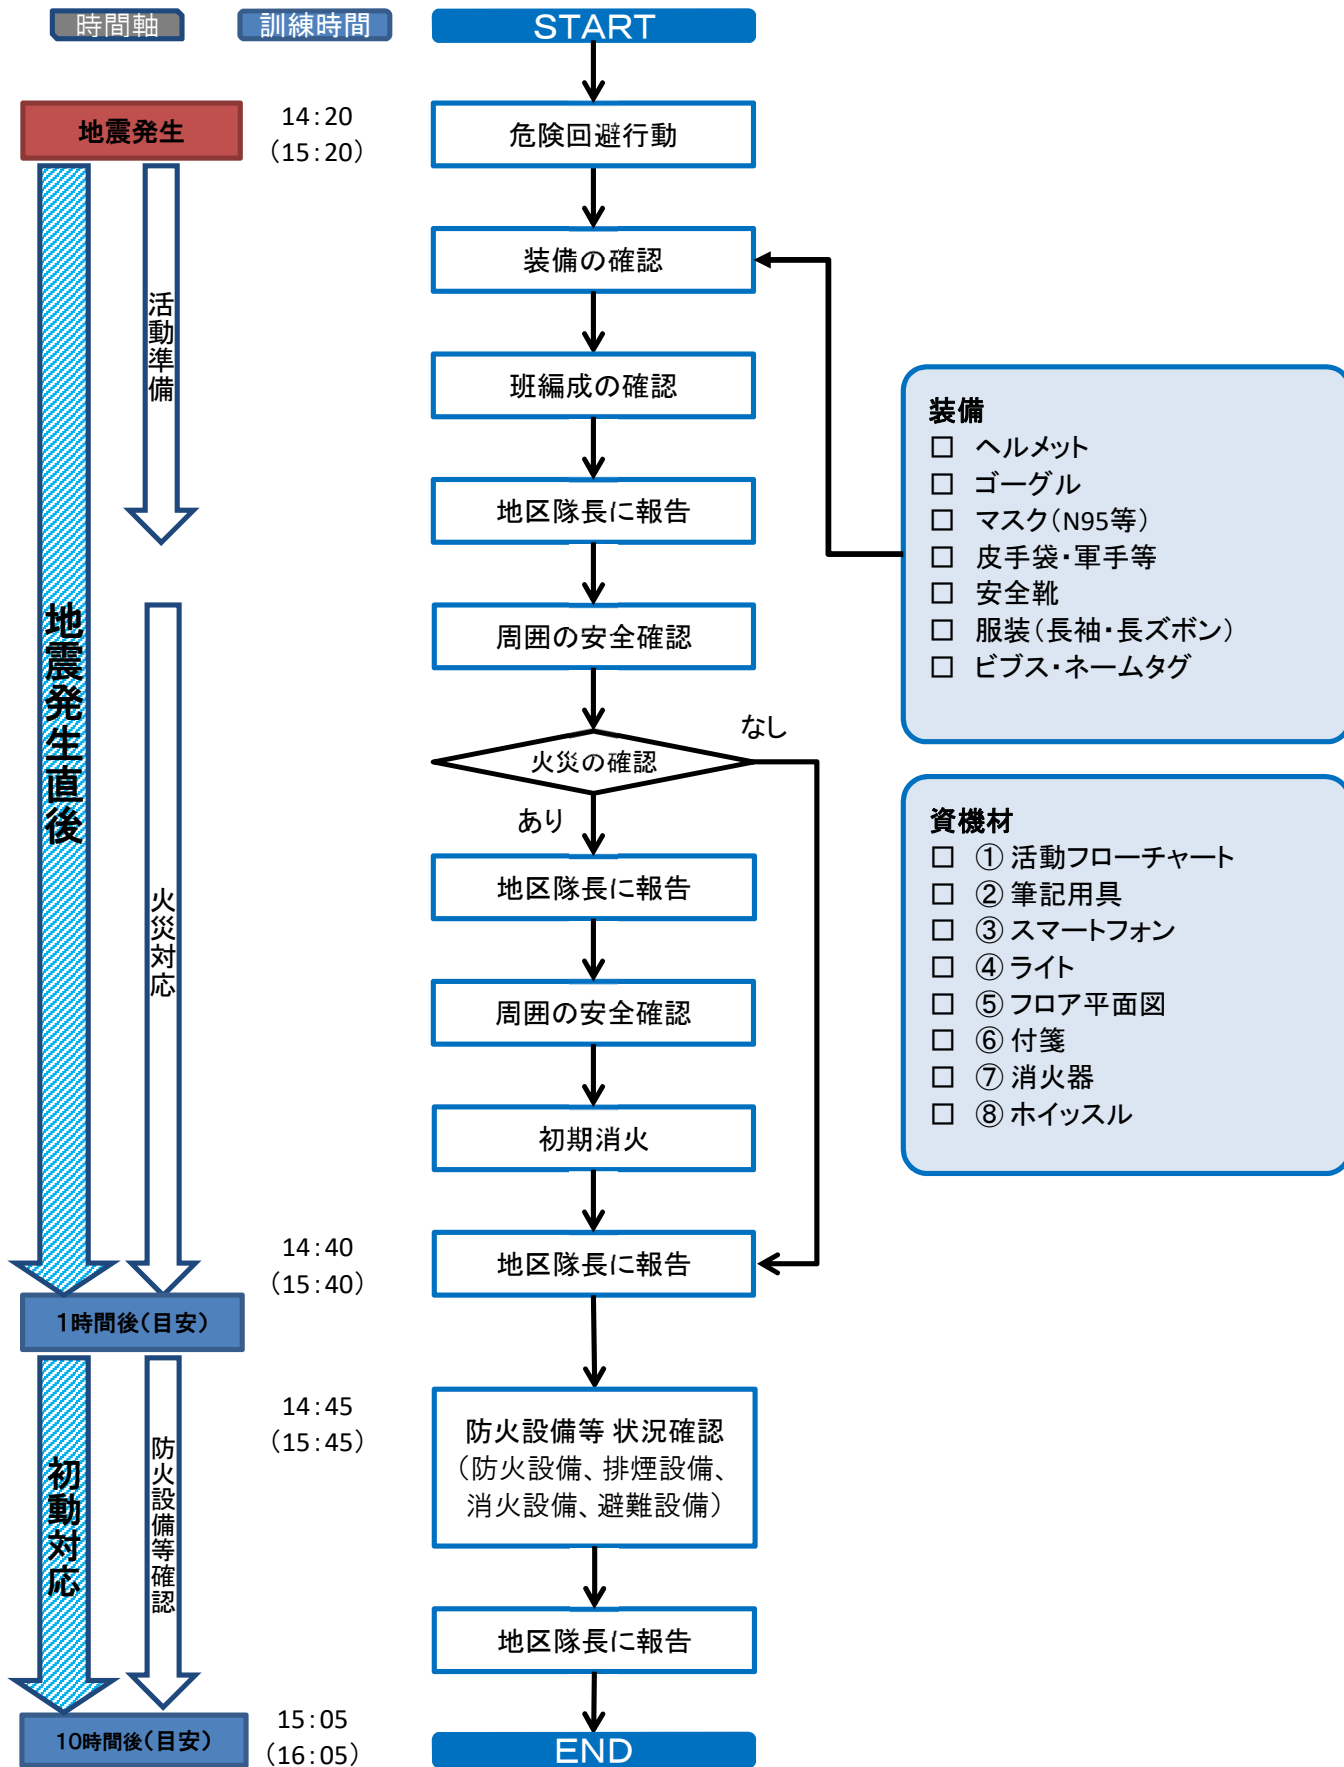 時間軸
訓練時間
START
地震発生
14:20
(15:20)
危険回避行動
装備の確認
活動準備
班編成の確認
地区隊長に報告
周囲の安全確認
地震発生直後
火災の確認
なし
あり
地区隊長に報告
火災対応
周囲の安全確認
初期消火
14:40
(15:40)
地区隊長に報告
1時間後(目安)
14:45
(15:45)
防火設備等 状況確認
(防火設備、排煙設備、
消火設備、避難設備)
初動対応
防火設備等確認
地区隊長に報告
10時間後(目安)
15:05
(16:05)
END
装備
□ ヘルメット
□ ゴーグル
□ マスク(N95等)
□ 皮手袋・軍手等
□ 安全靴
□ 服装(長袖・長ズボン)
□ ビブス・ネームタグ
資機材
□ ①活動フローチャート
□ ②筆記用具
□ ③スマートフォン
□ ④ライト
□ ⑤フロア平面図
□ ⑥付箋
□ ⑦消火器
□ ⑧ホイッスル